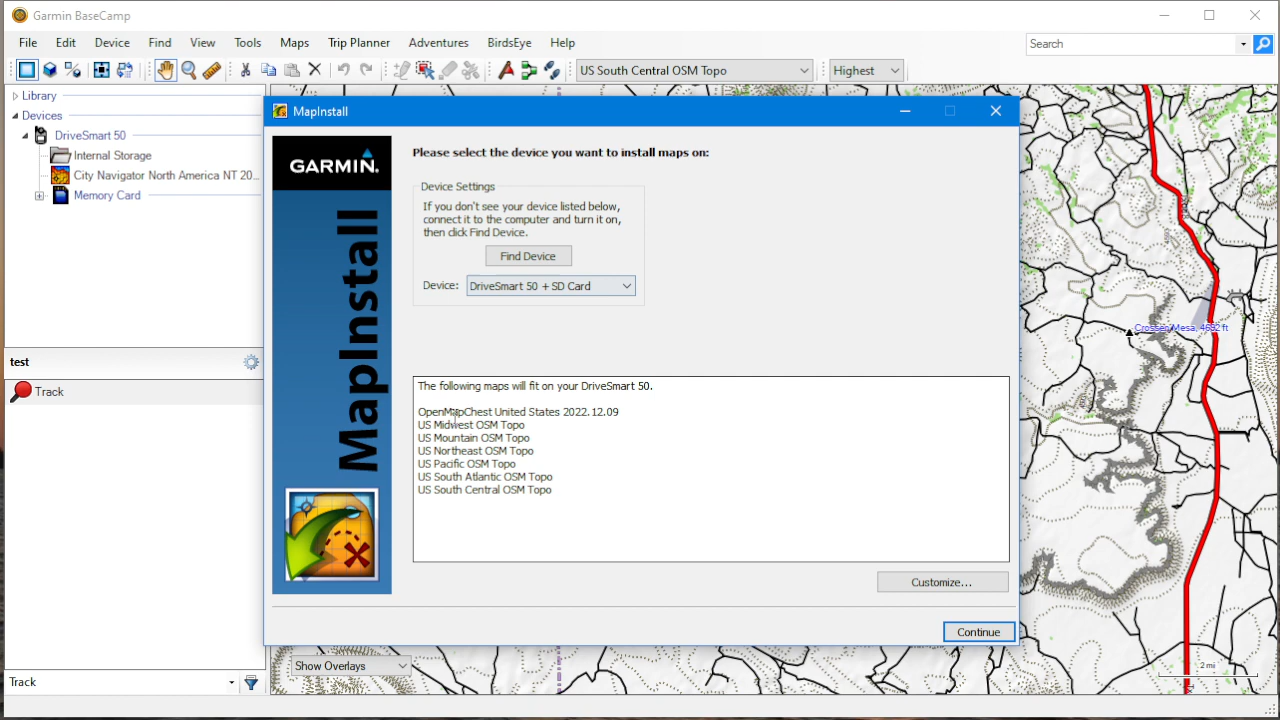 Garmin BaseCamp
File Edit Device Find View Tools Maps Trip Planner Adventures BirdsEye Help
Search
US South Central OSM Topo
Highest
Library
Devices
DriveSmart 50
Internal Storage
City Navigator North America NT 20...
Memory Card
test
Track
Track
MapInstall
GARMIN.
MapInstall
Please select the device you want to install maps on:
Device Settings
If you don't see your device listed below,
connect it to the computer and turn it on,
then click Find Device.
Find Device
Device: DriveSmart 50 + SD Card
The following maps will fit on your DriveSmart 50.
OpenMapChest United States 2022.12.09
US Midwest OSM Topo
US Mountain OSM Topo
US Northeast OSM Topo
US Pacific OSM Topo
US South Atlantic OSM Topo
US South Central OSM Topo
Customize...
Continue
Show Overlays
Crossen Mesa, 4692 ft
2 mi